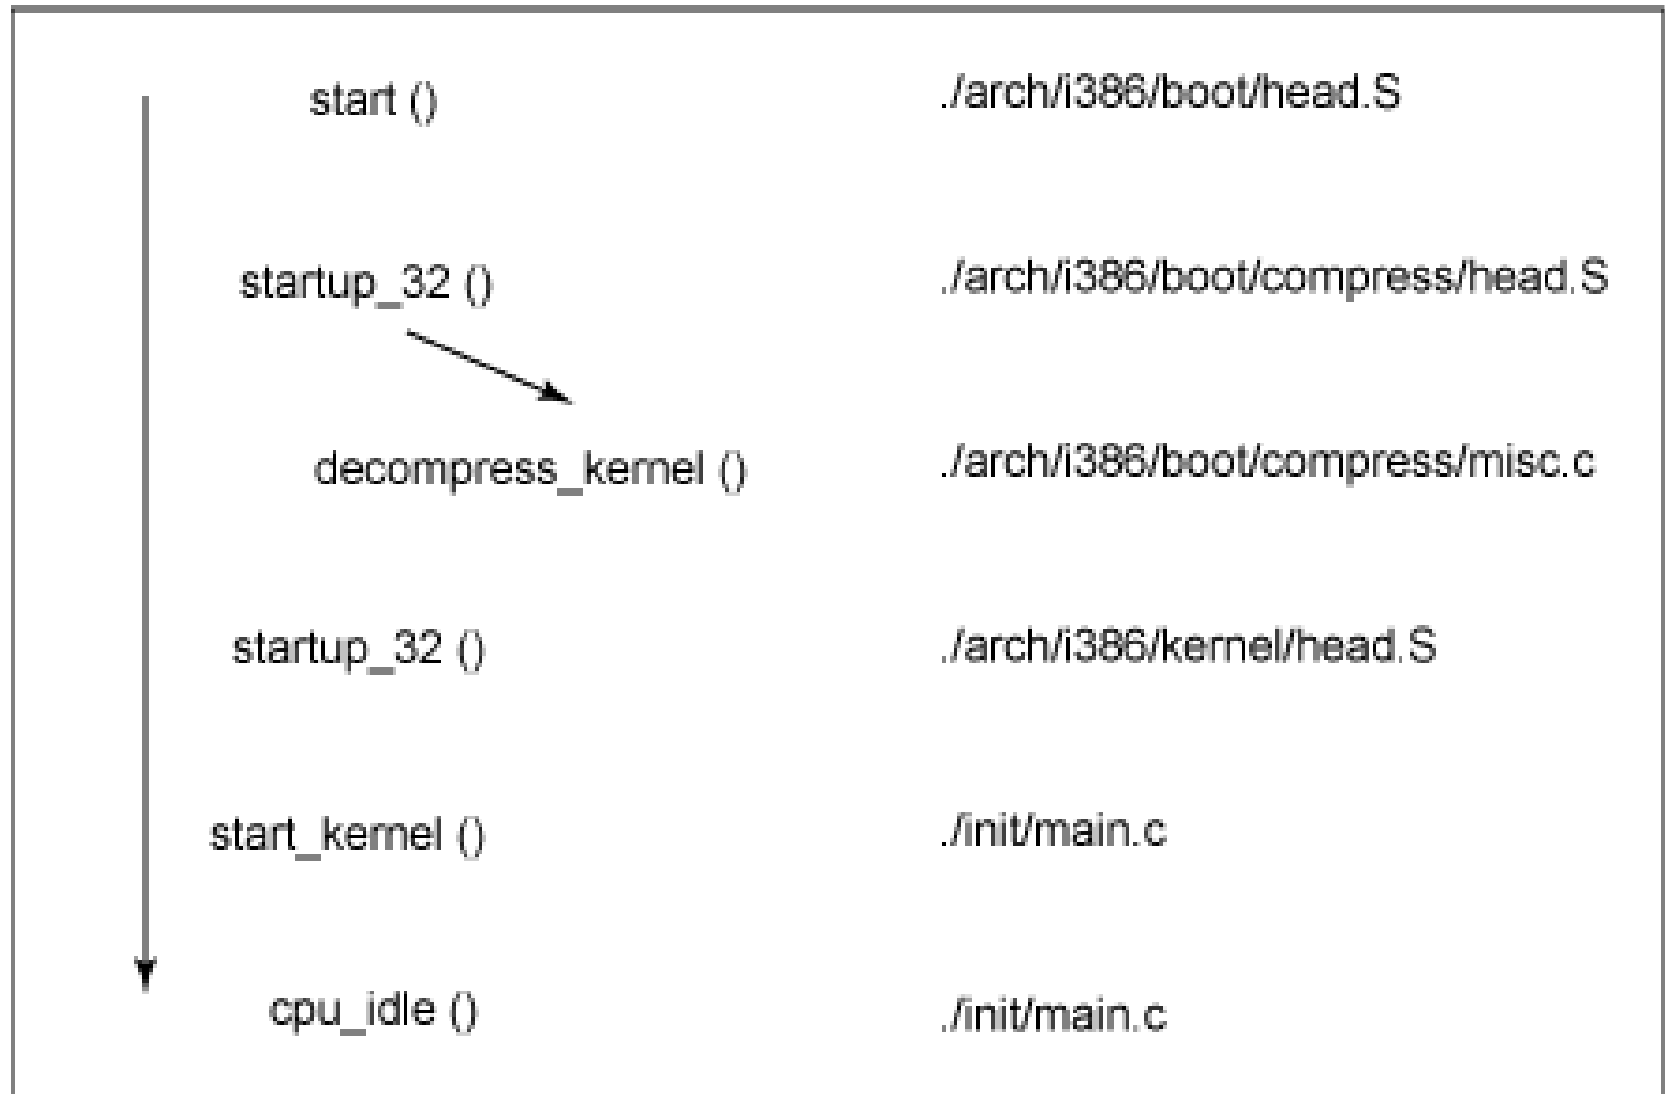 start () ./arch/i386/boot/head.S
startup_32 () ./arch/i386/boot/compress/head.S
decompress_kernel () ./arch/i386/boot/compress/misc.c
startup_32 () ./arch/i386/kernel/head.S
start_kernel () ./init/main.c
cpu_idle () ./init/main.c